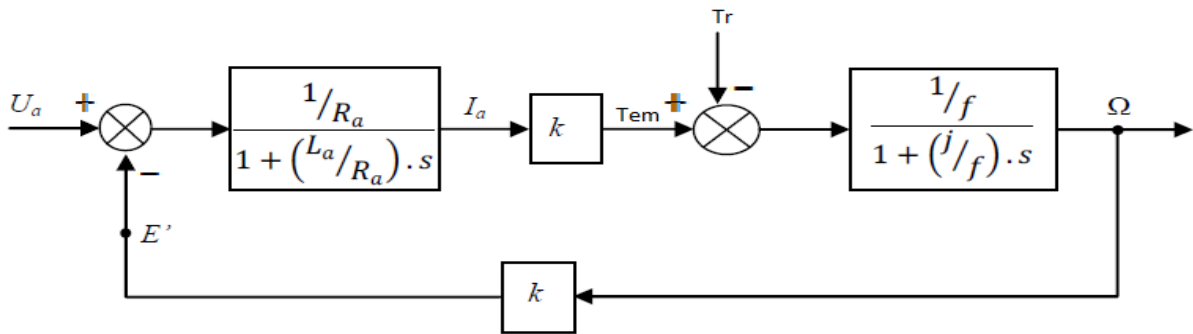 Tr
U_a + −
1/R_a
1 + (L_a/R_a).s
I_a
k
Tem + −
1/f
1 + (j/f).s
Ω
E’
k